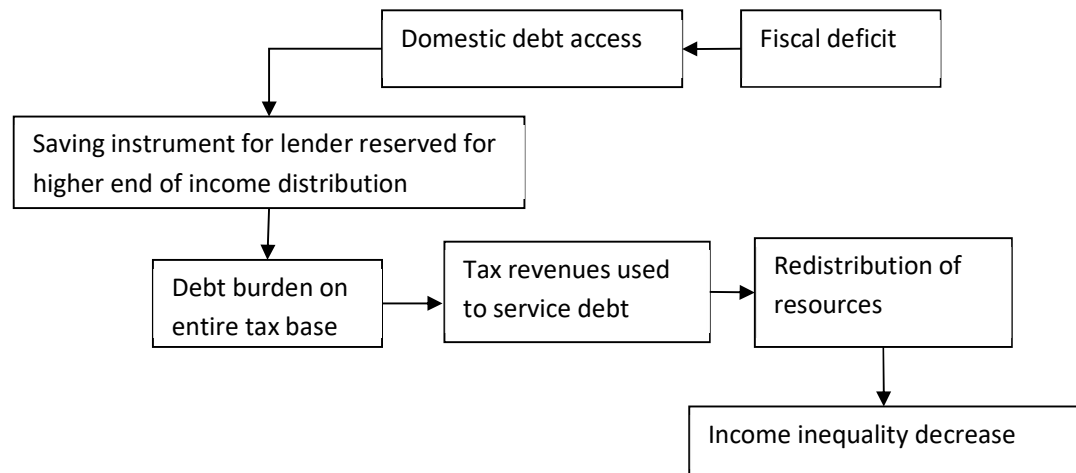 Domestic debt access
Fiscal deficit
Saving instrument for lender reserved for
higher end of income distribution
Debt burden on
entire tax base
Tax revenues used
to service debt
Redistribution of
resources
Income inequality decrease